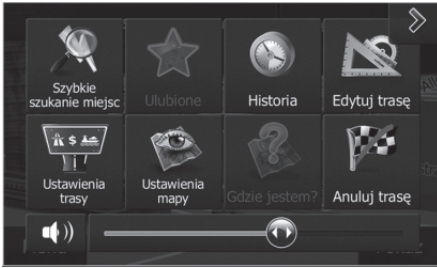 Szybkie
szukanie miejsc
Ulubione
Historia
Edytuj trasę
Ustawienia
trasy
Ustawienia
mapy
Gdzie jestem?
Anuluj trasę